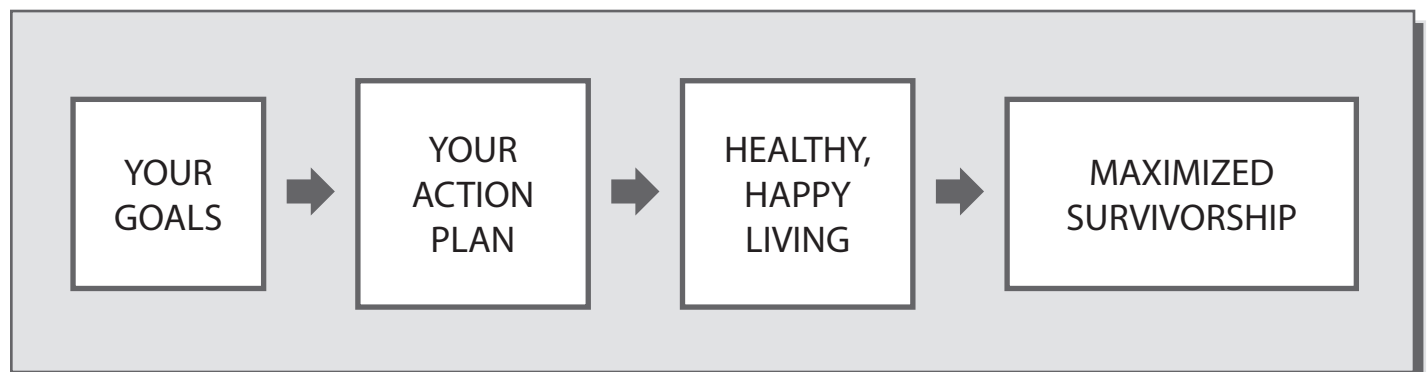 YOUR
GOALS
YOUR
ACTION
PLAN
HEALTHY,
HAPPY
LIVING
MAXIMIZED
SURVIVORSHIP